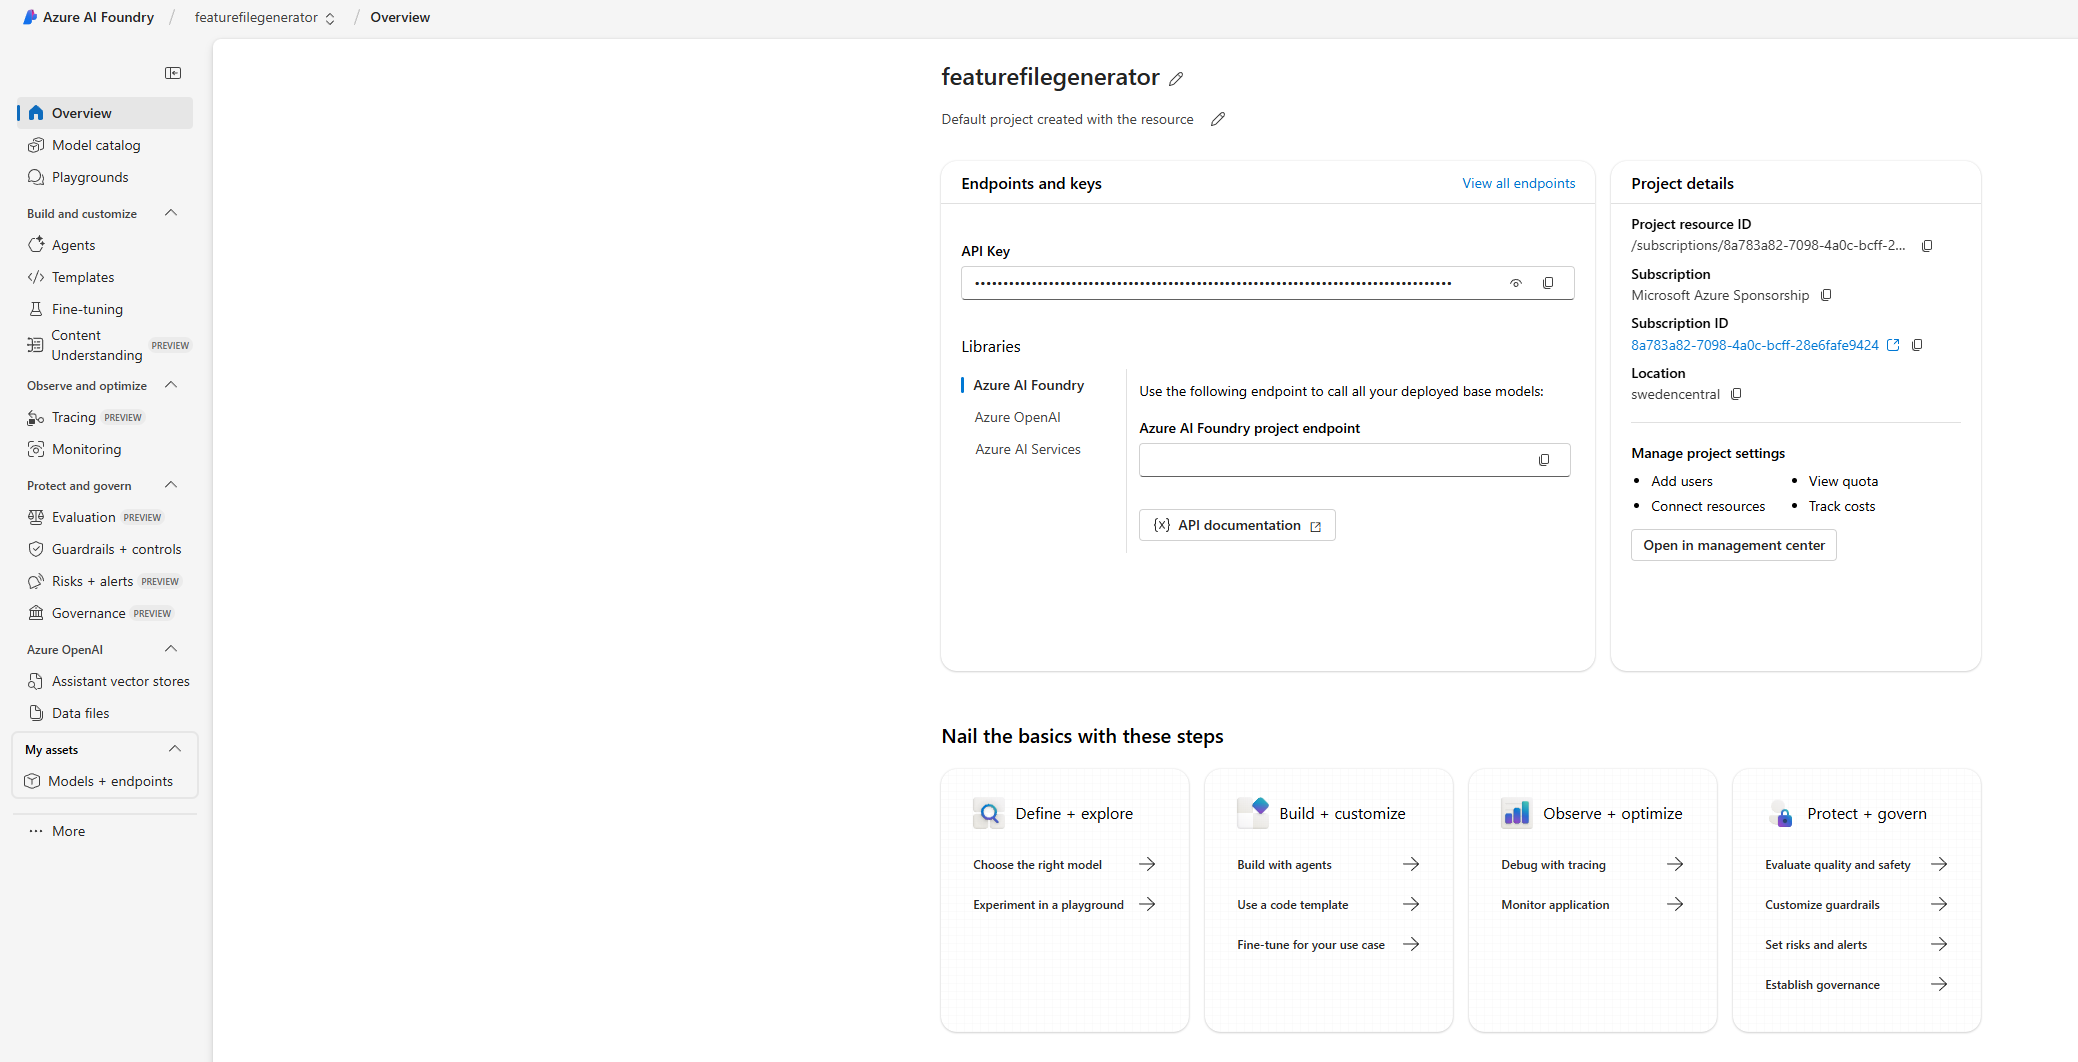 Azure AI Foundry / featurefilegenerator / Overview
Overview
Model catalog
Playgrounds
Build and customize
Agents
Templates
Fine-tuning
Content
Understanding PREVIEW
Observe and optimize
Tracing PREVIEW
Monitoring
Protect and govern
Evaluation PREVIEW
Guardrails + controls
Risks + alerts PREVIEW
Governance PREVIEW
Azure OpenAI
Assistant vector stores
Data files
My assets
Models + endpoints
More
featurefilegenerator
Default project created with the resource
Endpoints and keys
View all endpoints
API Key
Libraries
Azure AI Foundry
Azure OpenAI
Azure AI Services
Use the following endpoint to call all your deployed base models:
Azure AI Foundry project endpoint
{x} API documentation
Project details
Project resource ID
/subscriptions/8a783a82-7098-4a0c-bcff-2...
Subscription
Microsoft Azure Sponsorship
Subscription ID
8a783a82-7098-4a0c-bcff-28e6fafe9424
Location
swedencentral
Manage project settings
• Add users
• View quota
• Connect resources
• Track costs
Open in management center
Nail the basics with these steps
Define + explore
Choose the right model
Experiment in a playground
Build + customize
Build with agents
Use a code template
Fine-tune for your use case
Observe + optimize
Debug with tracing
Monitor application
Protect + govern
Evaluate quality and safety
Customize guardrails
Set risks and alerts
Establish governance